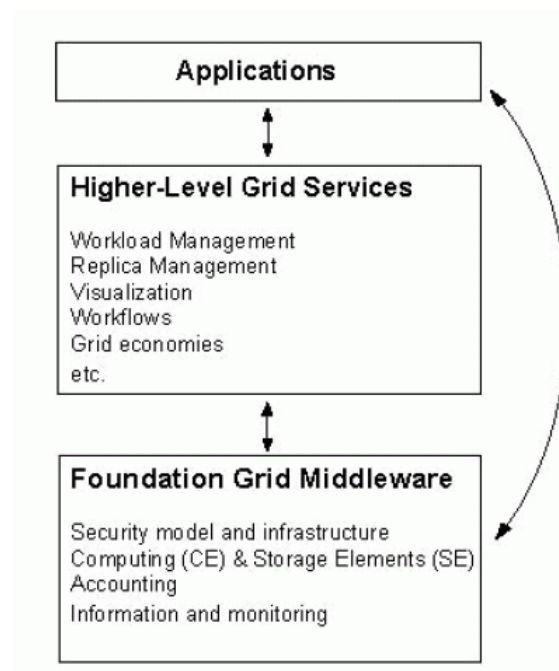 Applications
Higher-Level Grid Services
Workload Management
Replica Management
Visualization
Workflows
Grid economies
etc.
Foundation Grid Middleware
Security model and infrastructure
Computing (CE) & Storage Elements (SE)
Accounting
Information and monitoring